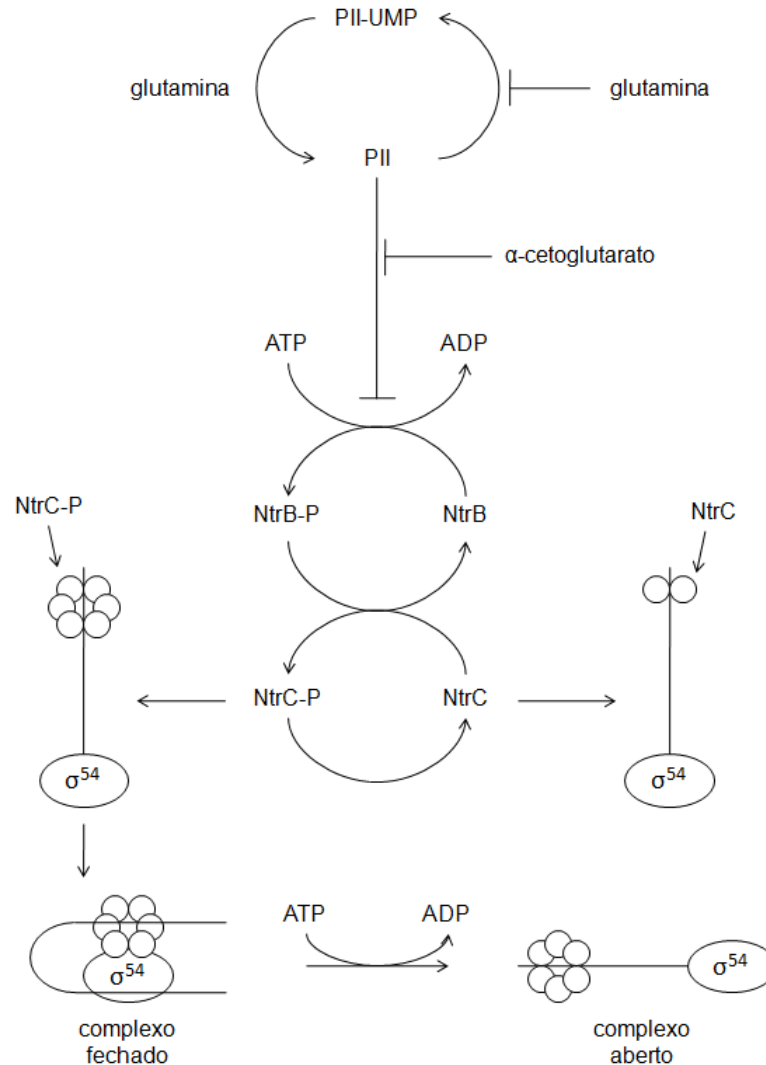 PII-UMP
glutamina
glutamina
PII
α-cetoglutarato
ATP
ADP
NtrC-P
NtrB-P
NtrB
NtrC
NtrC-P
NtrC
σ54
σ54
ATP
ADP
σ54
σ54
complexo
fechado
complexo
aberto